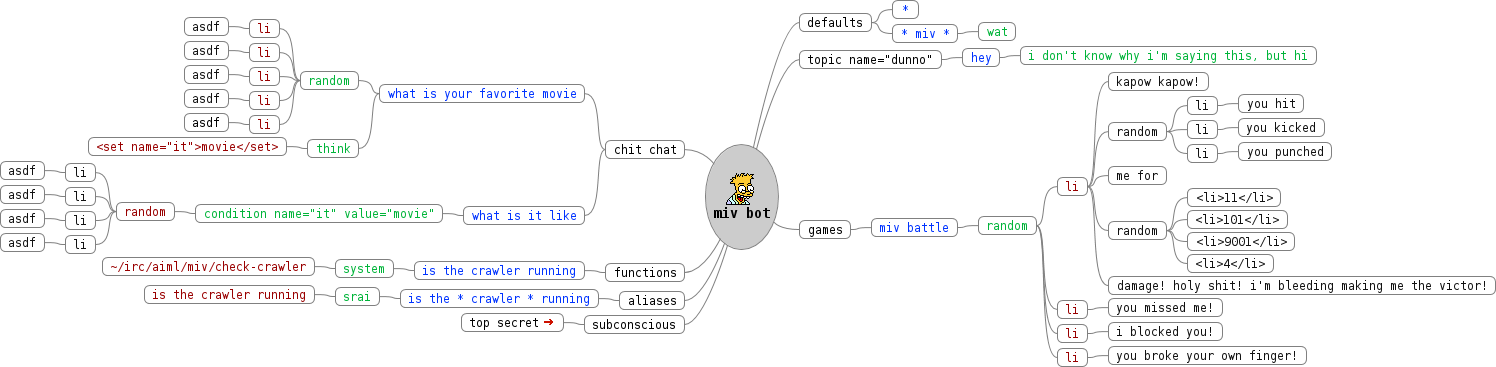 miv bot
chit chat
what is your favorite movie
random
li
asdf
li
asdf
li
asdf
li
asdf
li
asdf
think
<set name="it">movie</set>
what is it like
condition name="it" value="movie"
random
li
asdf
li
asdf
li
asdf
li
asdf
functions
is the crawler running
system
~/irc/aiml/miv/check-crawler
aliases
is the * crawler * running
srai
is the crawler running
subconscious
top secret
defaults
*
* miv *
wat
topic name="dunno"
hey
i don't know why i'm saying this, but hi
games
miv battle
random
li
kapow kapow!
random
li
you hit
li
you kicked
li
you punched
me for
random
<li>11</li>
<li>101</li>
<li>9001</li>
<li>4</li>
damage! holy shit! i'm bleeding making me the victor!
li
you missed me!
li
i blocked you!
li
you broke your own finger!